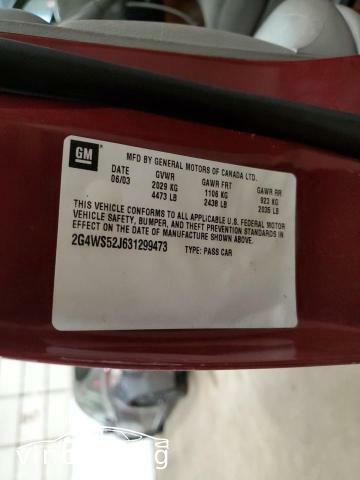 GM
MFD BY GENERAL MOTORS OF CANADA LTD.
DATE GVWR GAWR FRT GAWR RR
06/03 2029 KG 1106 KG 923 KG
4473 LB 2438 LB 2035 LB
THIS VEHICLE CONFORMS TO ALL APPLICABLE U.S. FEDERAL MOTOR
VEHICLE SAFETY, BUMPER, AND THEFT PREVENTION STANDARDS IN
EFFECT ON THE DATE OF MANUFACTURE SHOWN ABOVE.
2G4WS52J631299473 TYPE: PASS CAR